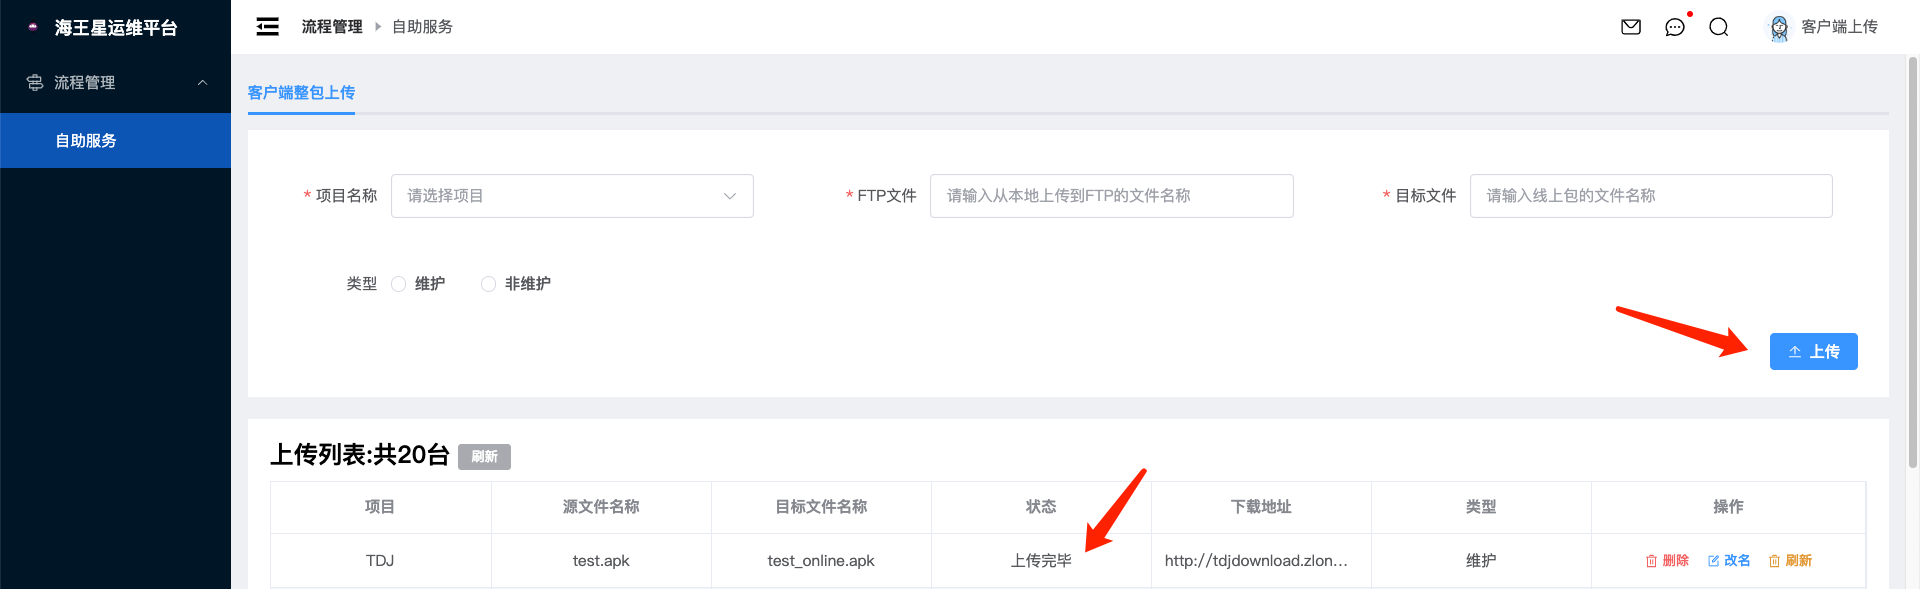 海王星运维平台
流程管理
自助服务
流程管理 自助服务
客户端上传
客户端整包上传
* 项目名称 请选择项目
* FTP文件 请输入从本地上传到FTP的文件名称
* 目标文件 请输入线上包的文件名称
类型 维护 非维护
上传
上传列表:共20台 刷新
项目 源文件名称 目标文件名称 状态 下载地址 类型 操作
TDJ test.apk test_online.apk 上传完毕 http://tdjdownload.zlon... 维护 删除 改名 刷新